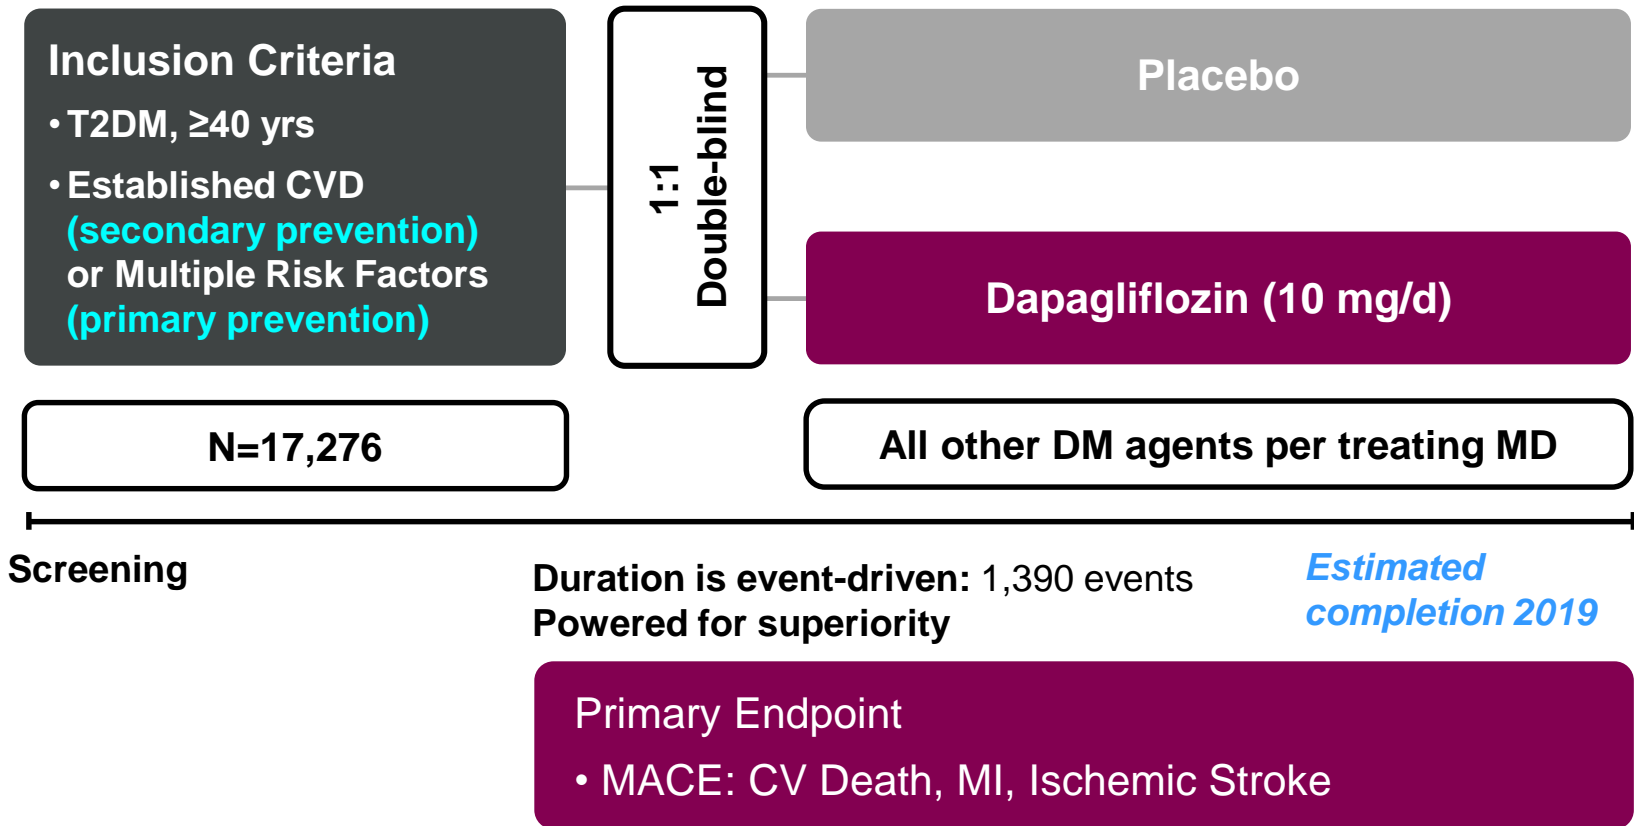 Inclusion Criteria
• T2DM, ≥40 yrs
• Established CVD
(secondary prevention)
or Multiple Risk Factors
(primary prevention)
1:1
Double-blind
Placebo
Dapagliflozin (10 mg/d)
N=17,276
All other DM agents per treating MD
Screening
Duration is event-driven: 1,390 events
Powered for superiority
Estimated
completion 2019
Primary Endpoint
• MACE: CV Death, MI, Ischemic Stroke